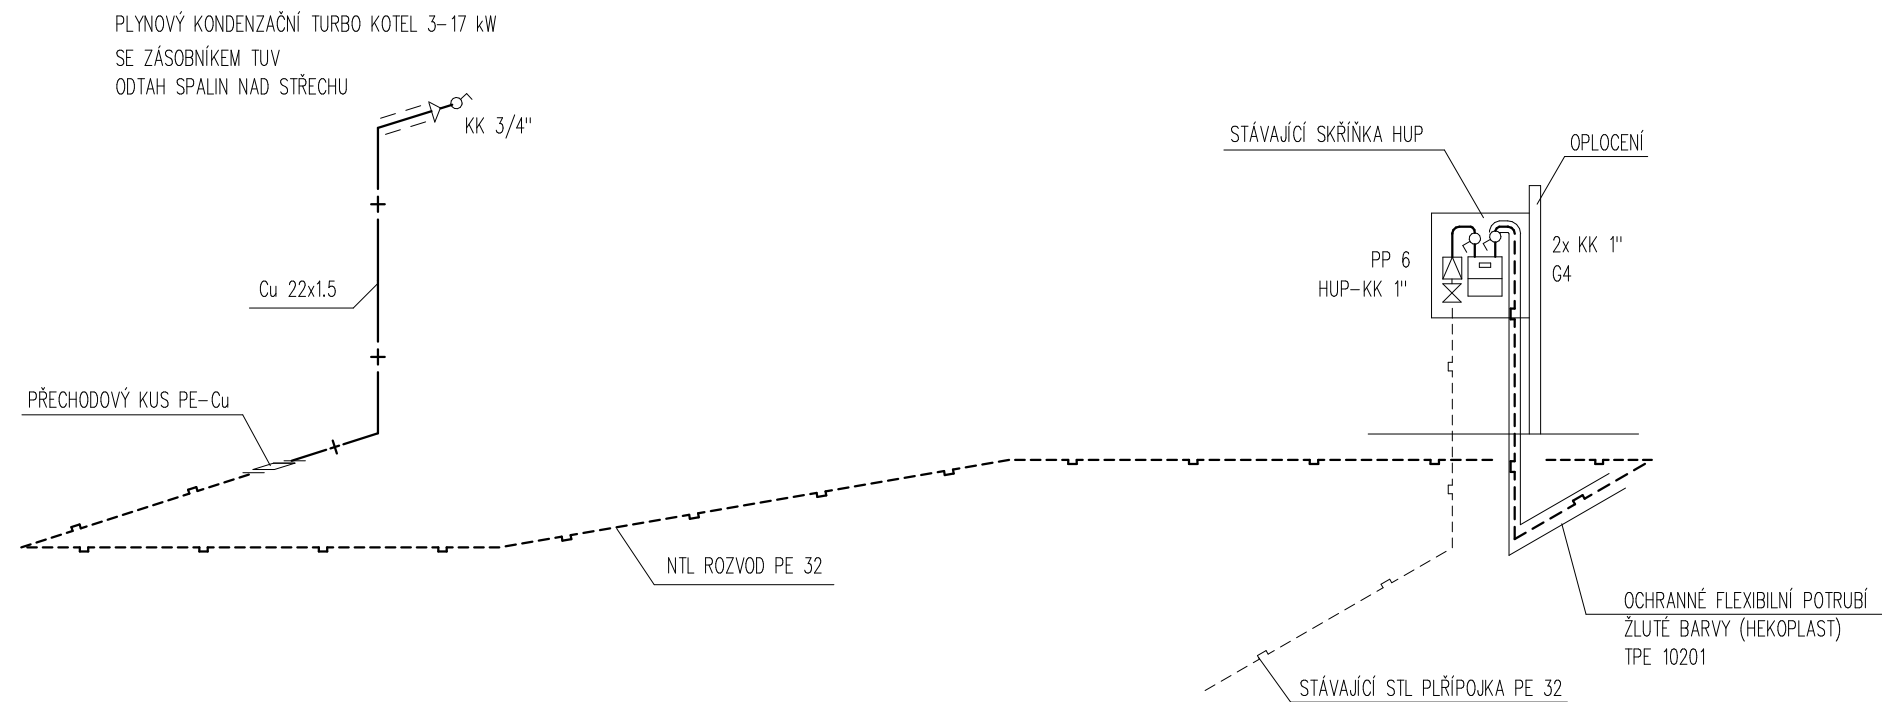 PLYNOVÝ KONDENZAČNÍ TURBO KOTEL 3-17 kW
SE ZÁSOBNÍKEM TUV
ODTAH SPALIN NAD STŘECHU
KK 3/4"
STÁVAJÍCÍ SKŘÍŇKA HUP
OPLOCENÍ
2x KK 1"
G4
PP 6
HUP-KK 1"
Cu 22x1.5
PŘECHODOVÝ KUS PE-Cu
NTL ROZVOD PE 32
OCHRANNÉ FLEXIBILNÍ POTRUBÍ
ŽLUTÉ BARVY (HEKOPLAST)
TPE 10201
STÁVAJÍCÍ STL PLŘÍPOJKA PE 32